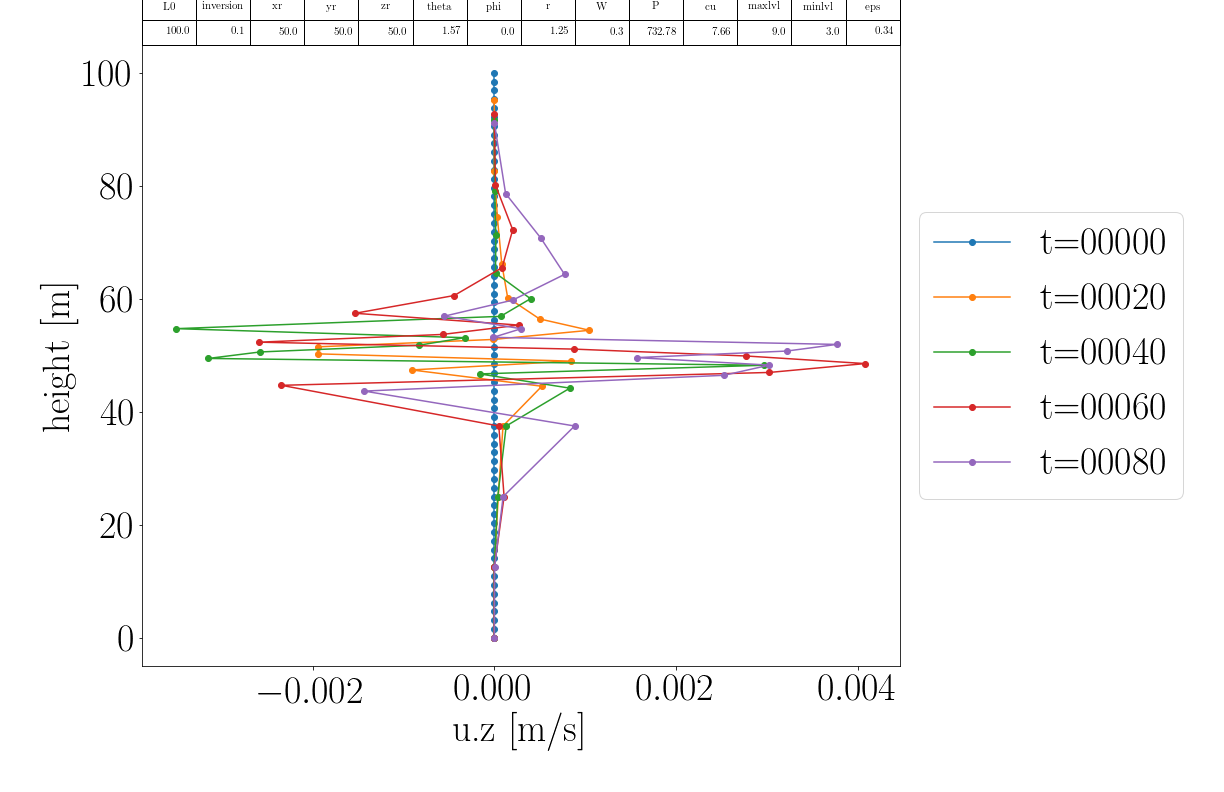 L0 inversion xr yr zr theta phi r W P cu maxlvl minlvl eps
100.0 0.1 50.0 50.0 50.0 1.57 0.0 1.25 0.3 732.78 7.66 9.0 3.0 0.34
100
80
60
40
20
0
height [m]
−0.002 0.000 0.002 0.004
u.z [m/s]
t=00000
t=00020
t=00040
t=00060
t=00080